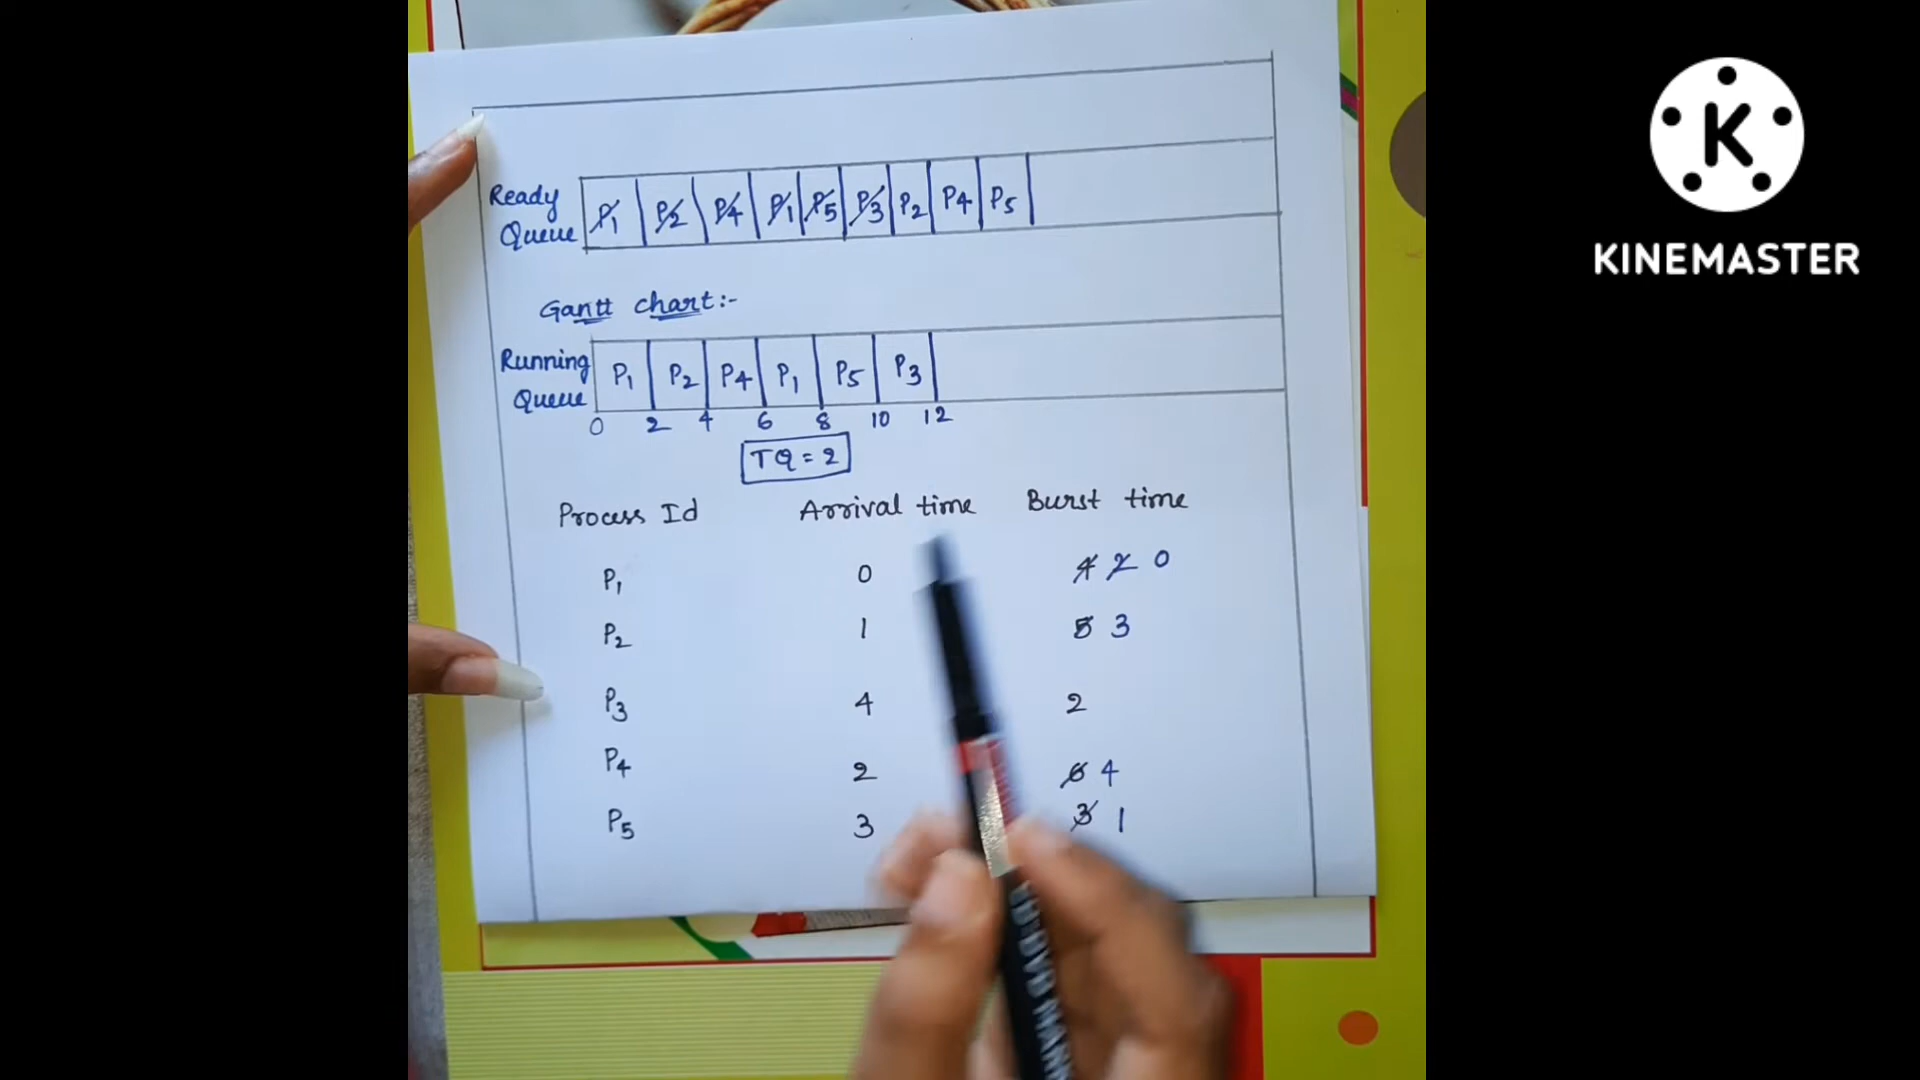 Ready Queue P1 P2 P4 P1 P5 P3 P2 P4 P5
Gantt chart:-
Running Queue P1 P2 P4 P1 P5 P3
0 2 4 6 8 10 12
TQ = 2
Process Id Arrival time Burst time
P1 0 4 2 0
P2 1 5 3
P3 4 2
P4 2 6 4
P5 3 3 1
K
KINEMASTER